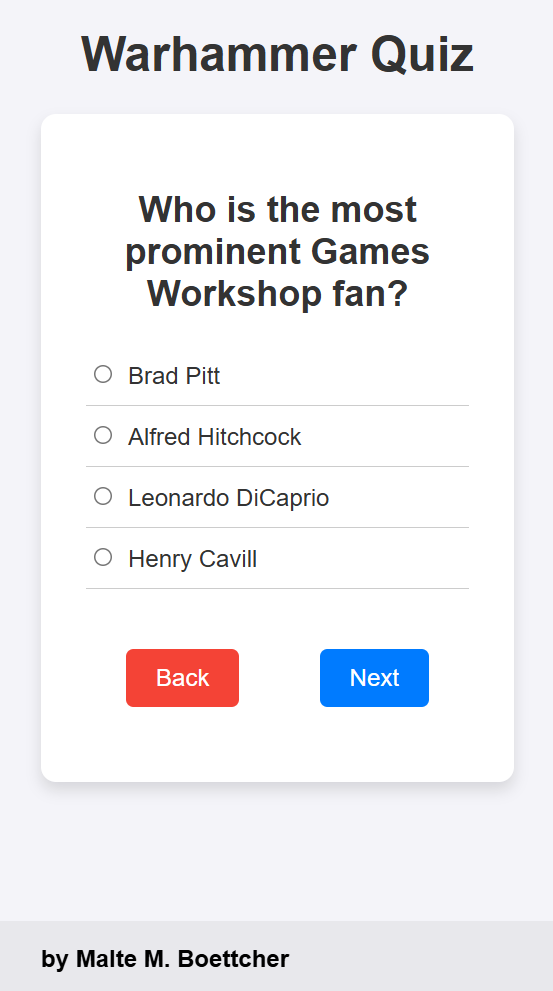 Warhammer Quiz
Who is the most
prominent Games
Workshop fan?
Brad Pitt
Alfred Hitchcock
Leonardo DiCaprio
Henry Cavill
Back
Next
by Malte M. Boettcher